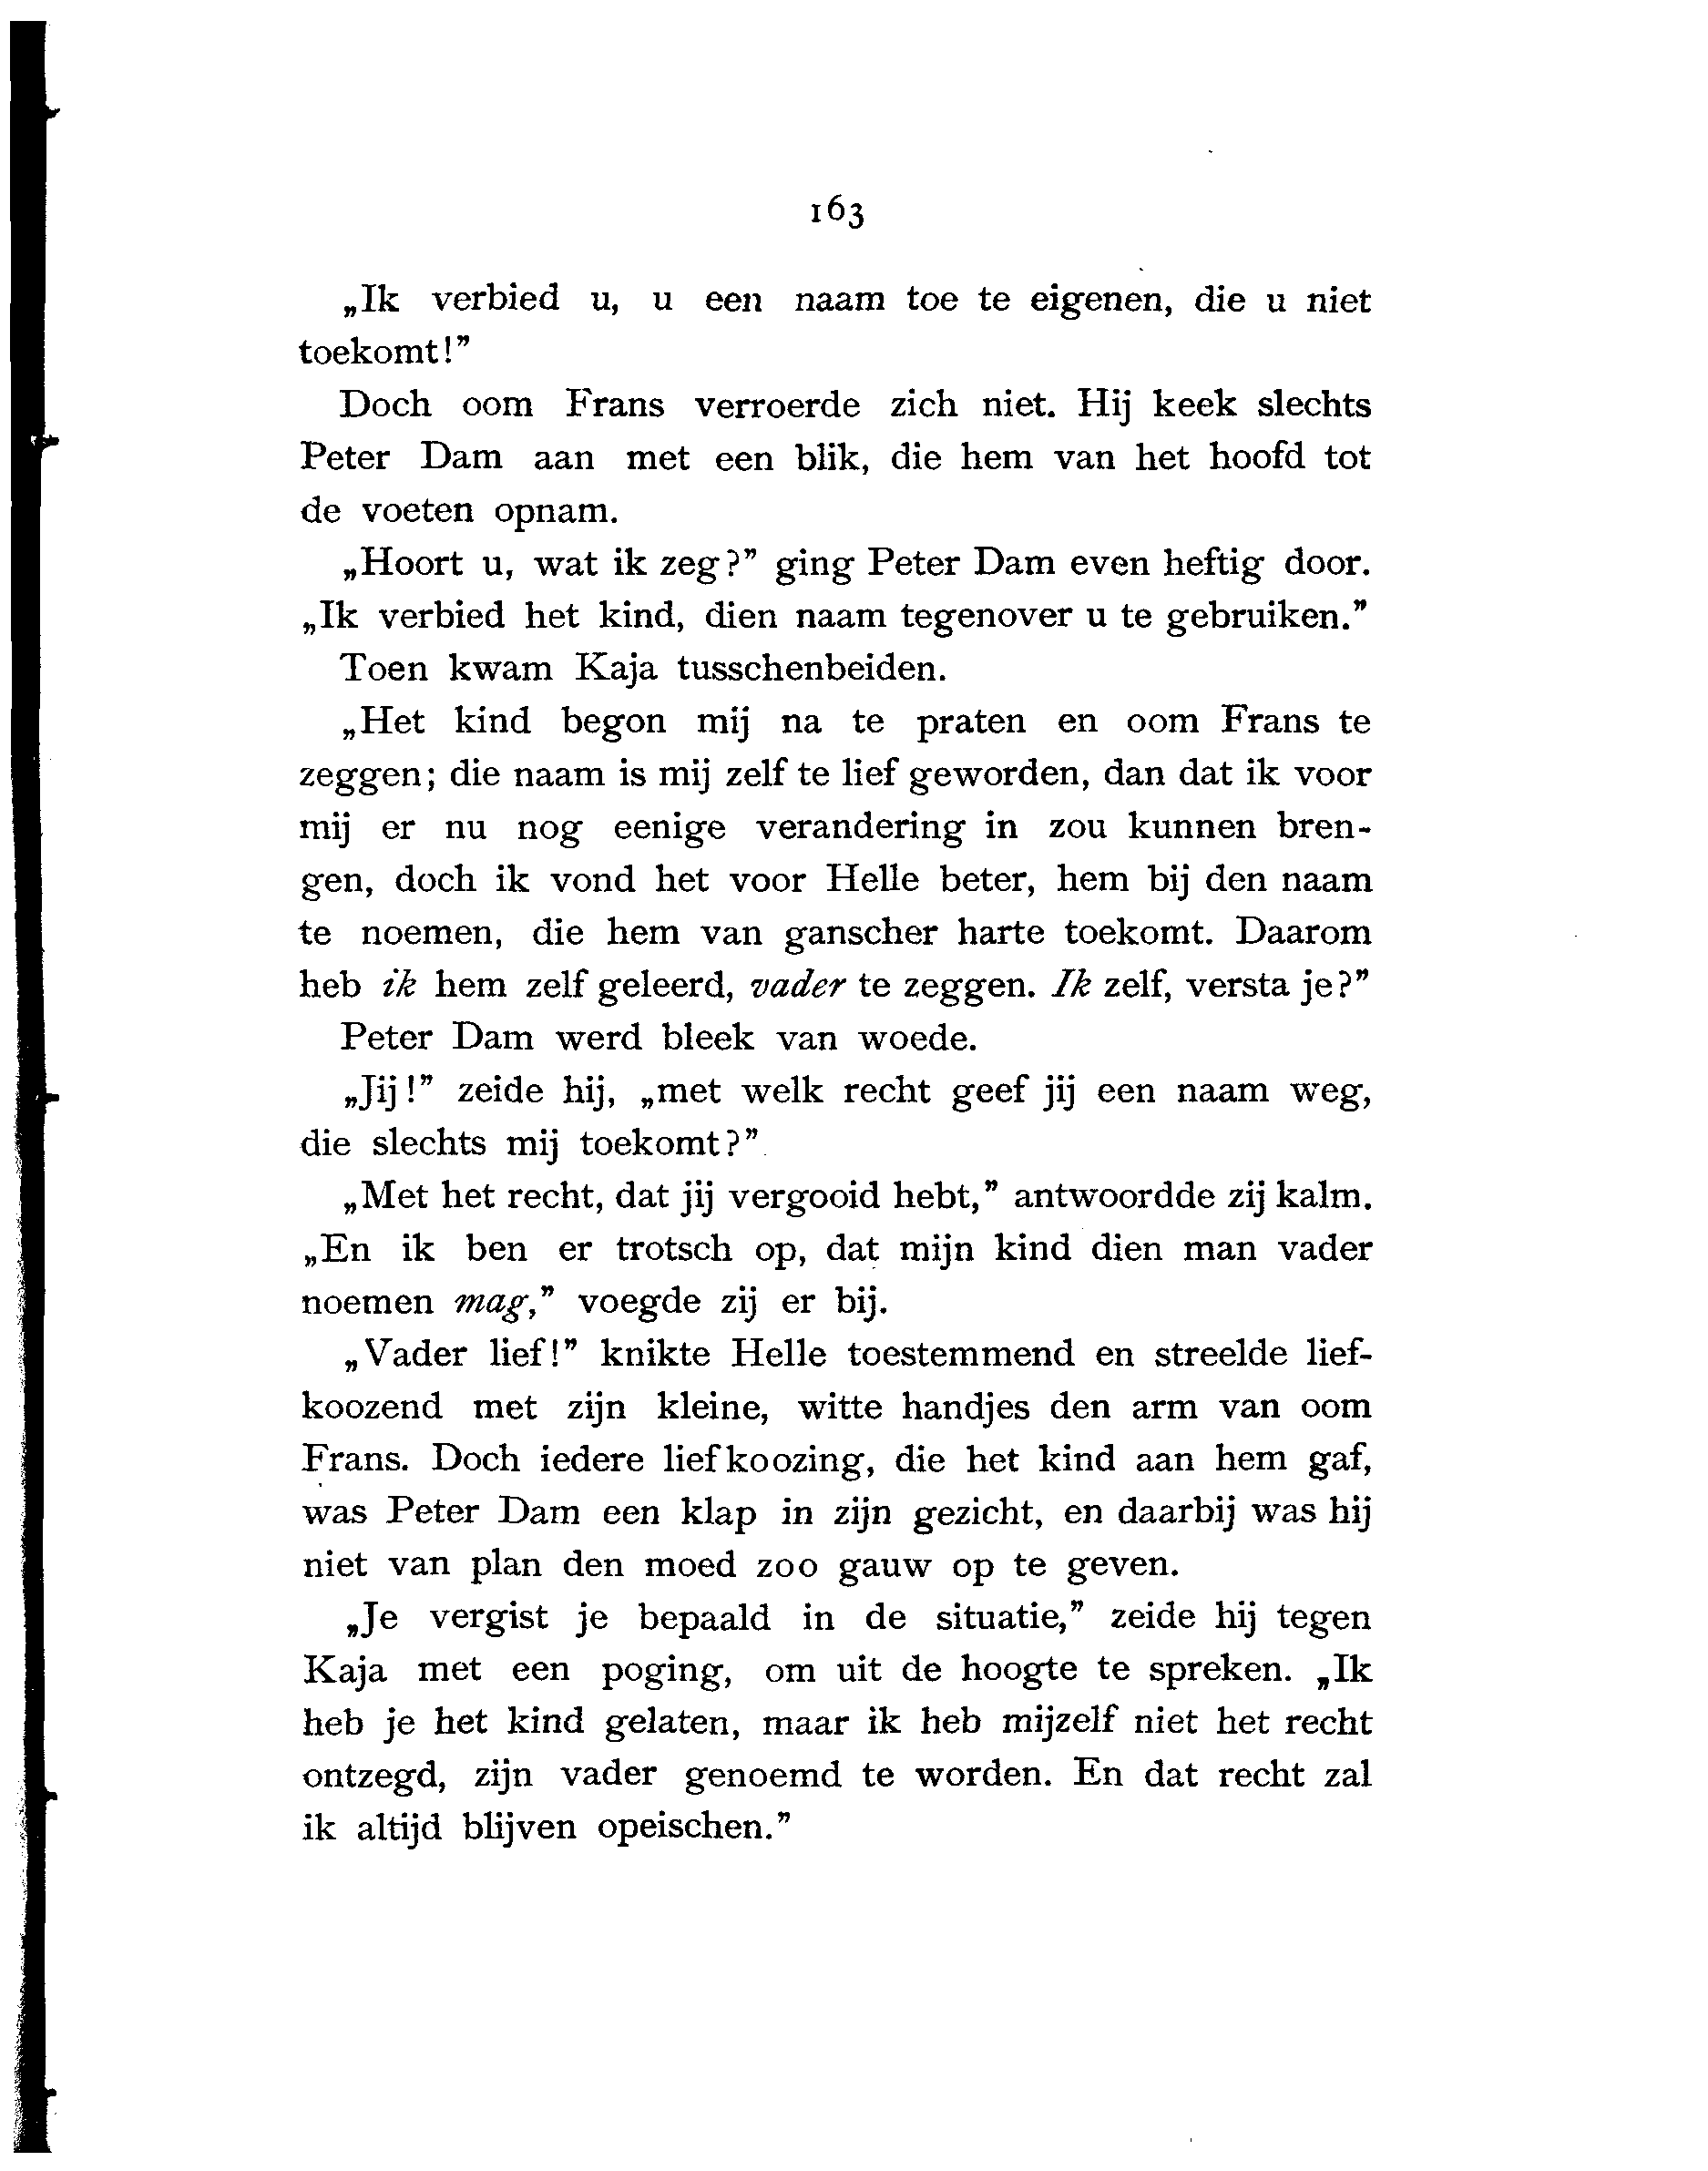 163
„Ik verbied u, u een naam toe te eigenen, die u niet
toekomt!”
Doch oom Frans verroerde zich niet. Hij keek slechts
Peter Dam aan met een blik, die hem van het hoofd tot
de voeten opnam.
„Hoort u, wat ik zeg?” ging Peter Dam even heftig door.
„Ik verbied het kind, dien naam tegenover u te gebruiken.”
Toen kwam Kaja tusschenbeiden.
„Het kind begon mij na te praten en oom Frans te
zeggen; die naam is mij zelf te lief geworden, dan dat ik voor
mij er nu nog eenige verandering in zou kunnen bren-
gen, doch ik vond het voor Helle beter, hem bij den naam
te noemen, die hem van ganscher harte toekomt. Daarom
heb ik hem zelf geleerd, vader te zeggen. Ik zelf, versta je?”
Peter Dam werd bleek van woede.
„Jij!” zeide hij, „met welk recht geef jij een naam weg,
die slechts mij toekomt?”
„Met het recht, dat jij vergooid hebt,” antwoordde zij kalm.
„En ik ben er trotsch op, dat mijn kind dien man vader
noemen mag,” voegde zij er bij.
„Vader lief!” knikte Helle toestemmend en streelde lief-
koozend met zijn kleine, witte handjes den arm van oom
Frans. Doch iedere liefkoozing, die het kind aan hem gaf,
was Peter Dam een klap in zijn gezicht, en daarbij was hij
niet van plan den moed zoo gauw op te geven.
„Je vergist je bepaald in de situatie,” zeide hij tegen
Kaja met een poging, om uit de hoogte te spreken. „Ik
heb je het kind gelaten, maar ik heb mijzelf niet het recht
ontzegd, zijn vader genoemd te worden. En dat recht zal
ik altijd blijven opeischen.”